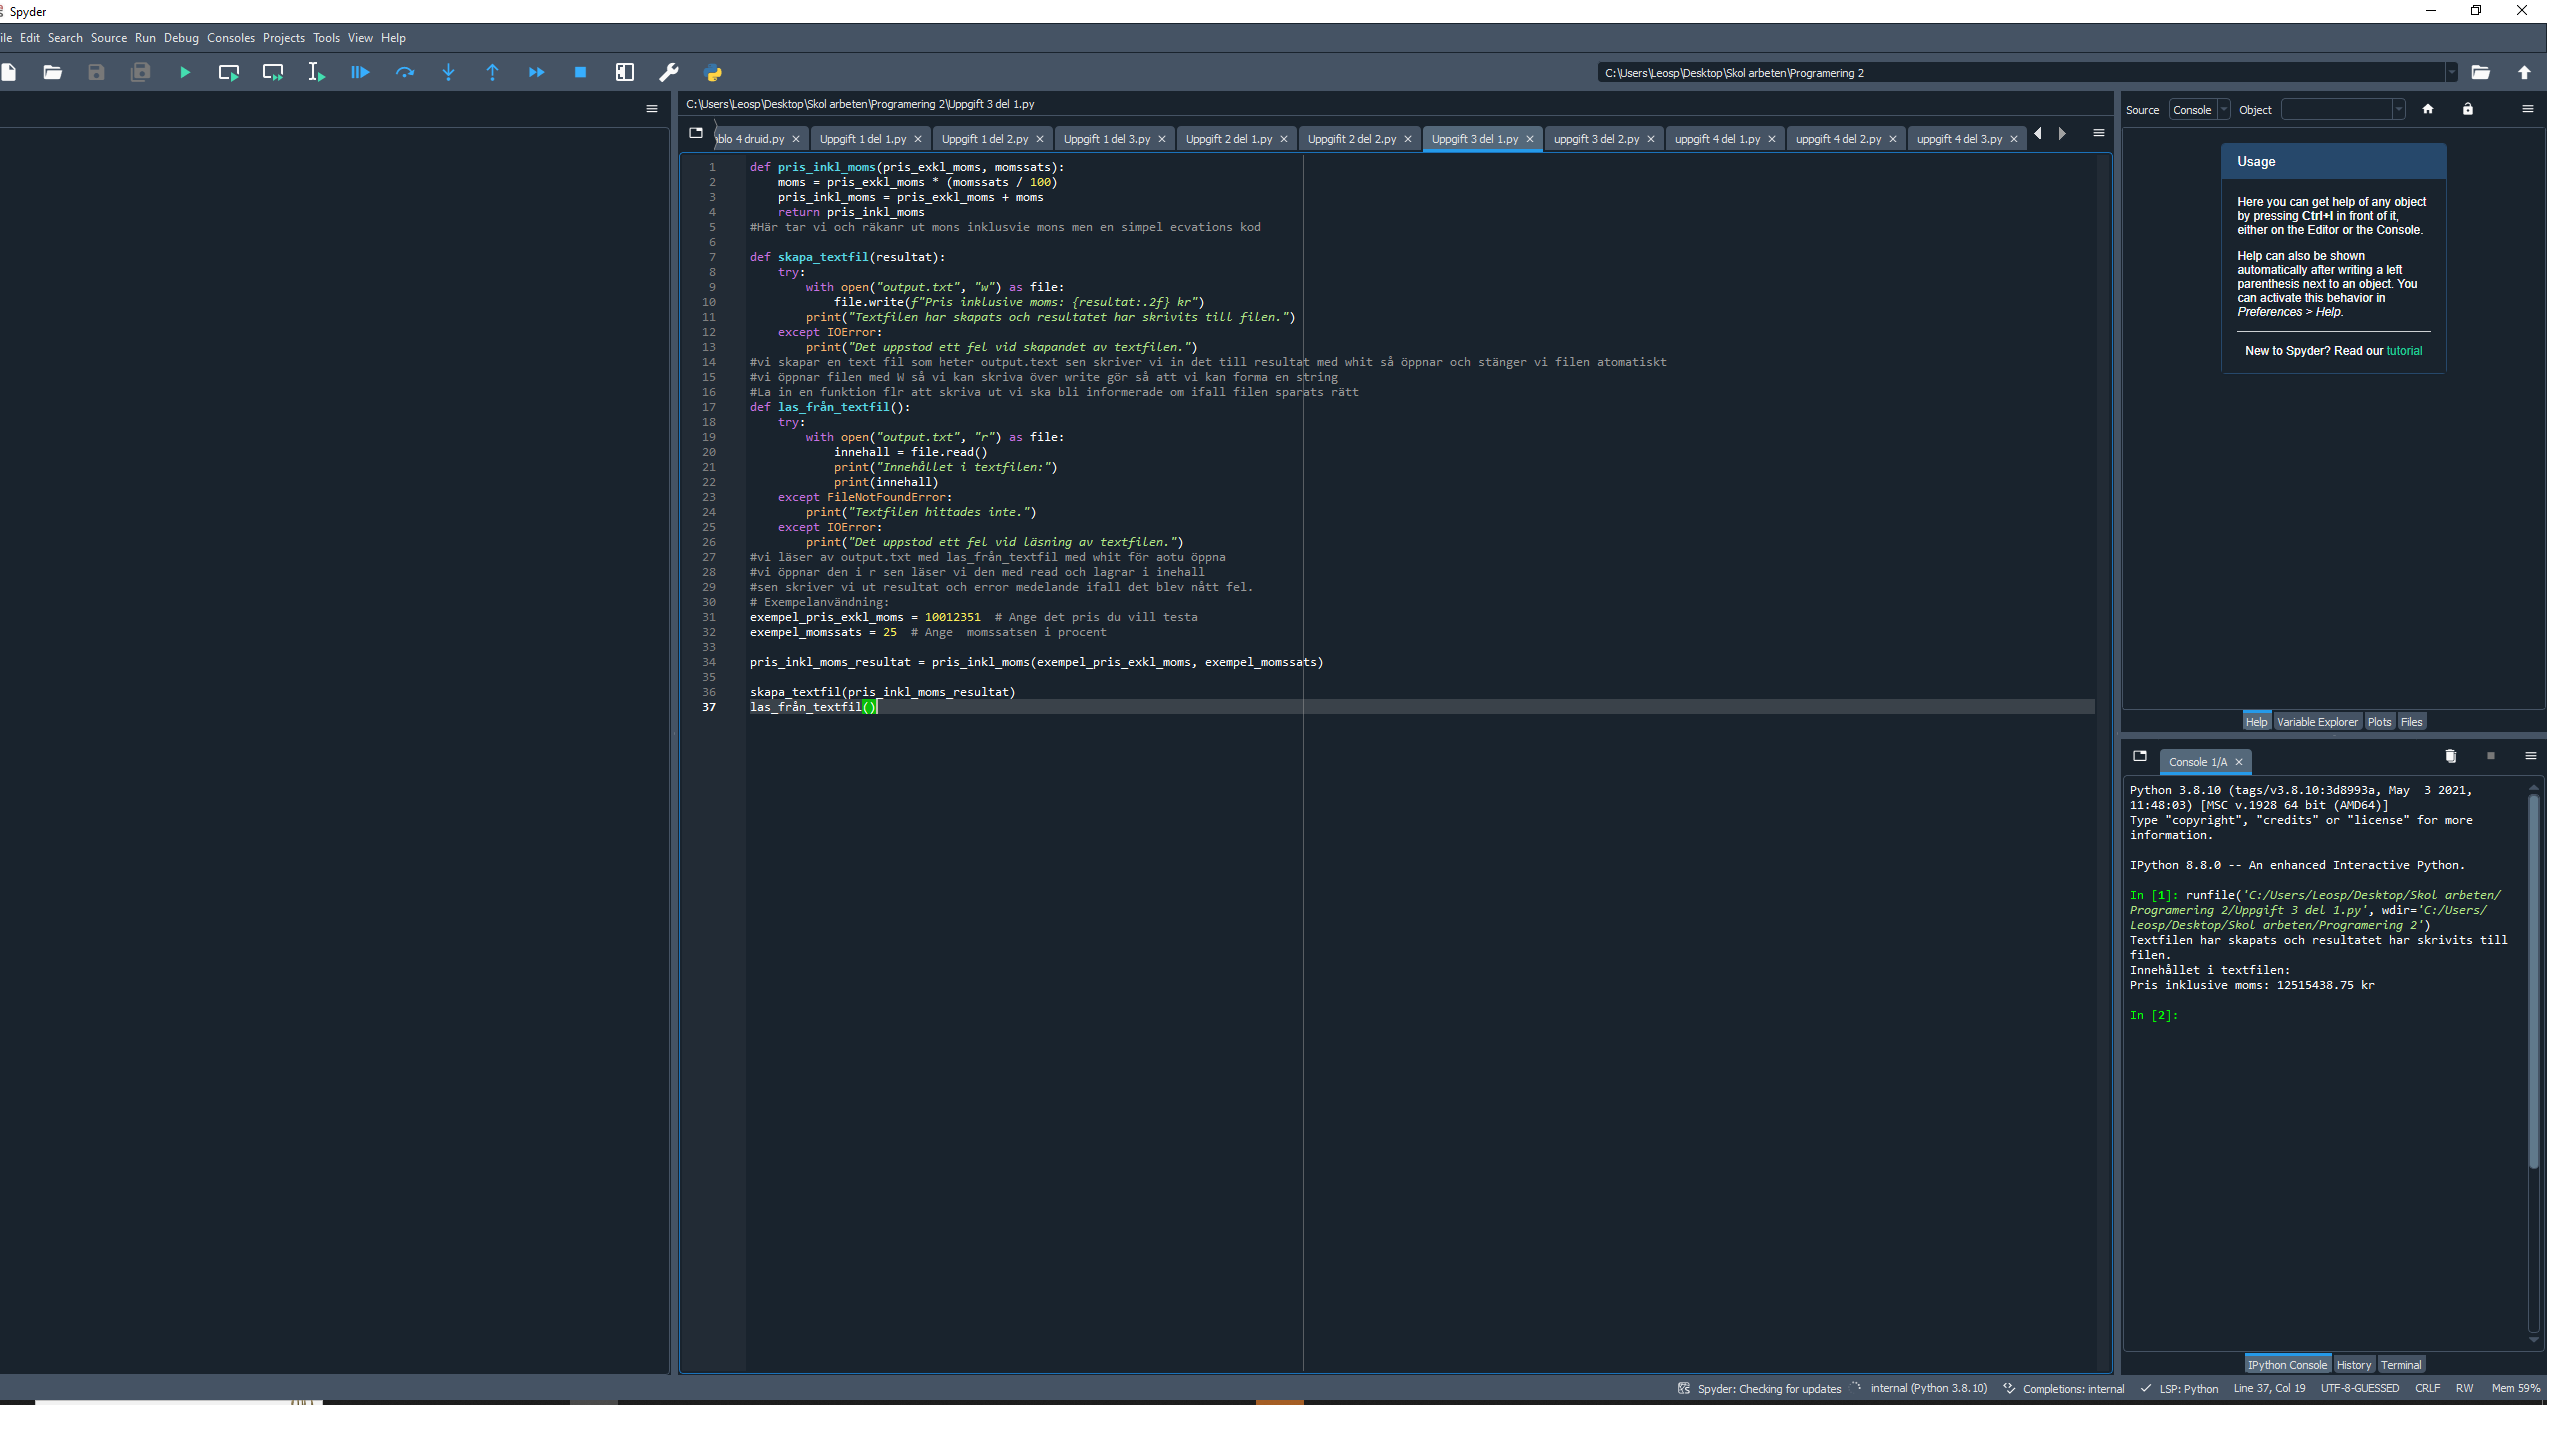 Spyder
ile Edit Search Source Run Debug Consoles Projects Tools View Help
C:\Users\Leosp\Desktop\Skol arbeten\Programering 2
C:\Users\Leosp\Desktop\Skol arbeten\Programering 2\Uppgift 3 del 1.py
iblo 4 druid.py Uppgift 1 del 1.py Uppgift 1 del 2.py Uppgift 1 del 3.py Uppgift 2 del 1.py Uppgifit 2 del 2.py Uppgift 3 del 1.py uppgift 3 del 2.py uppgift 4 del 1.py uppgift 4 del 2.py uppgift 4 del 3.py
1 def pris_inkl_moms(pris_exkl_moms, momssats):
2     moms = pris_exkl_moms * (momssats / 100)
3     pris_inkl_moms = pris_exkl_moms + moms
4     return pris_inkl_moms
5 #Här tar vi och räkanr ut mons inklusvie mons men en simpel ecvations kod
6
7 def skapa_textfil(resultat):
8     try:
9         with open("output.txt", "w") as file:
10             file.write(f"Pris inklusive moms: {resultat:.2f} kr")
11         print("Textfilen har skapats och resultatet har skrivits till filen.")
12     except IOError:
13         print("Det uppstod ett fel vid skapandet av textfilen.")
14 #vi skapar en text fil som heter output.text sen skriver vi in det till resultat med whit så öppnar och stänger vi filen atomatiskt
15 #vi öppnar filen med W så vi kan skriva över write gör så att vi kan forma en string
16 #La in en funktion flr att skriva ut vi ska bli informerade om ifall filen sparats rätt
17 def las_från_textfil():
18     try:
19         with open("output.txt", "r") as file:
20             innehall = file.read()
21             print("Innehållet i textfilen:")
22             print(innehall)
23     except FileNotFoundError:
24         print("Textfilen hittades inte.")
25     except IOError:
26         print("Det uppstod ett fel vid läsning av textfilen.")
27 #vi läser av output.txt med las_från_textfil med whit för aotu öppna
28 #vi öppnar den i r sen läser vi den med read och lagrar i inehall
29 #sen skriver vi ut resultat och error medelande ifall det blev nått fel.
30 # Exempelanvändning:
31 exempel_pris_exkl_moms = 10012351  # Ange det pris du vill testa
32 exempel_momssats = 25  # Ange  momssatsen i procent
33
34 pris_inkl_moms_resultat = pris_inkl_moms(exempel_pris_exkl_moms, exempel_momssats)
35
36 skapa_textfil(pris_inkl_moms_resultat)
37 las_från_textfil()
Source Console Object
Usage
Here you can get help of any object
by pressing Ctrl+I in front of it,
either on the Editor or the Console.
Help can also be shown
automatically after writing a left
parenthesis next to an object. You
can activate this behavior in
Preferences > Help.
New to Spyder? Read our tutorial
Help Variable Explorer Plots Files
Console 1/A
Python 3.8.10 (tags/v3.8.10:3d8993a, May  3 2021,
11:48:03) [MSC v.1928 64 bit (AMD64)]
Type "copyright", "credits" or "license" for more
information.
IPython 8.8.0 -- An enhanced Interactive Python.
In [1]: runfile('C:/Users/Leosp/Desktop/Skol arbeten/
Programering 2/Uppgift 3 del 1.py', wdir='C:/Users/
Leosp/Desktop/Skol arbeten/Programering 2')
Textfilen har skapats och resultatet har skrivits till
filen.
Innehållet i textfilen:
Pris inklusive moms: 12515438.75 kr
In [2]:
IPython Console History Terminal
Spyder: Checking for updates internal (Python 3.8.10) Completions: internal LSP: Python Line 37, Col 19 UTF-8-GUESSED CRLF RW Mem 59%